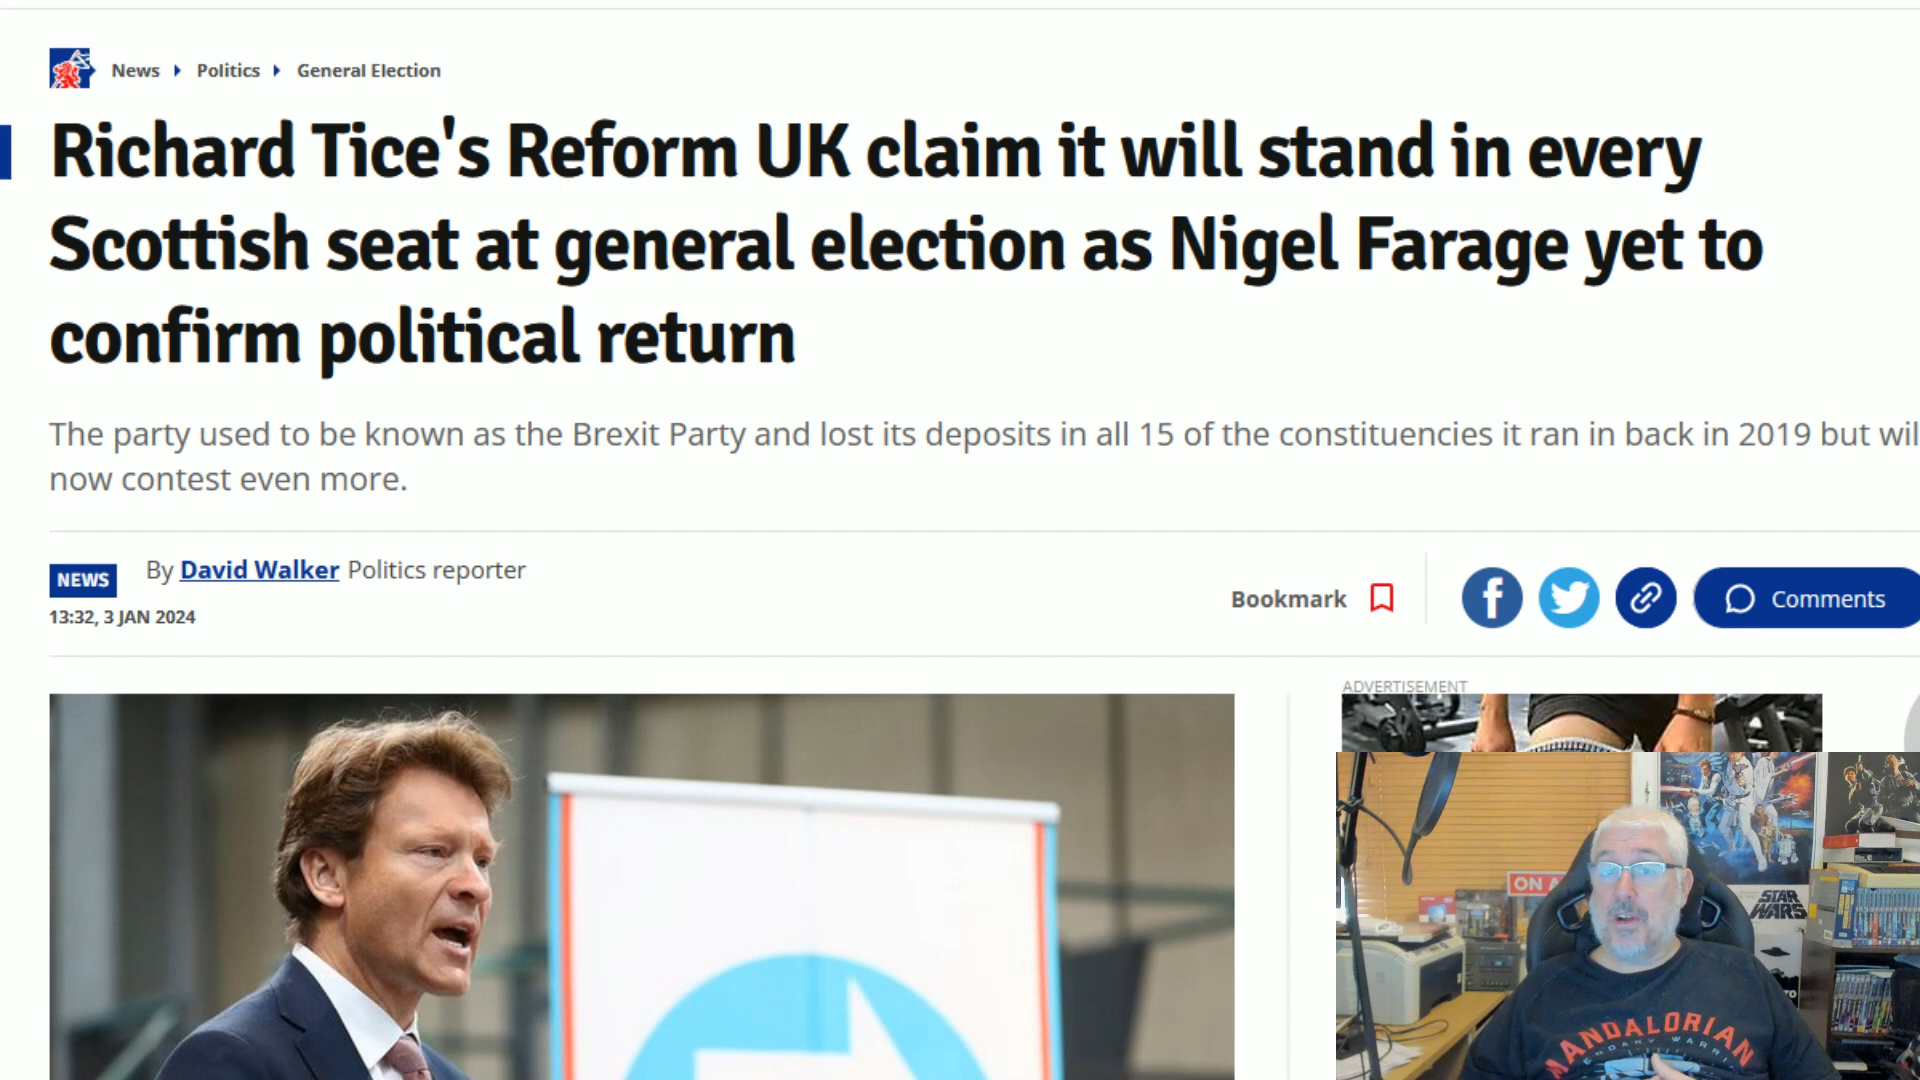 News Politics General Election
Richard Tice's Reform UK claim it will stand in every
Scottish seat at general election as Nigel Farage yet to
confirm political return
The party used to be known as the Brexit Party and lost its deposits in all 15 of the constituencies it ran in back in 2019 but wil
now contest even more.
NEWS
By David Walker Politics reporter
13:32, 3 JAN 2024
Bookmark
Comments
ADVERTISEMENT
ON A
STAR
WARS
MANDALORIAN